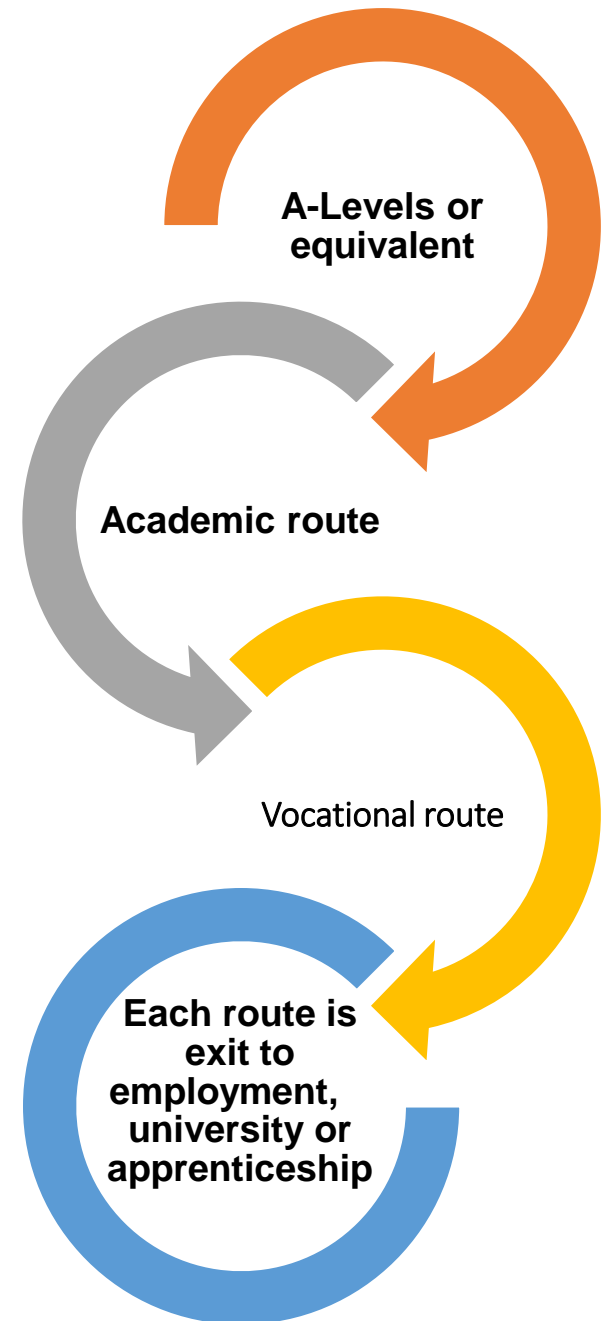 A-Levels or
equivalent
Academic route
Vocational route
Each route is
exit to
employment,
university or
apprenticeship